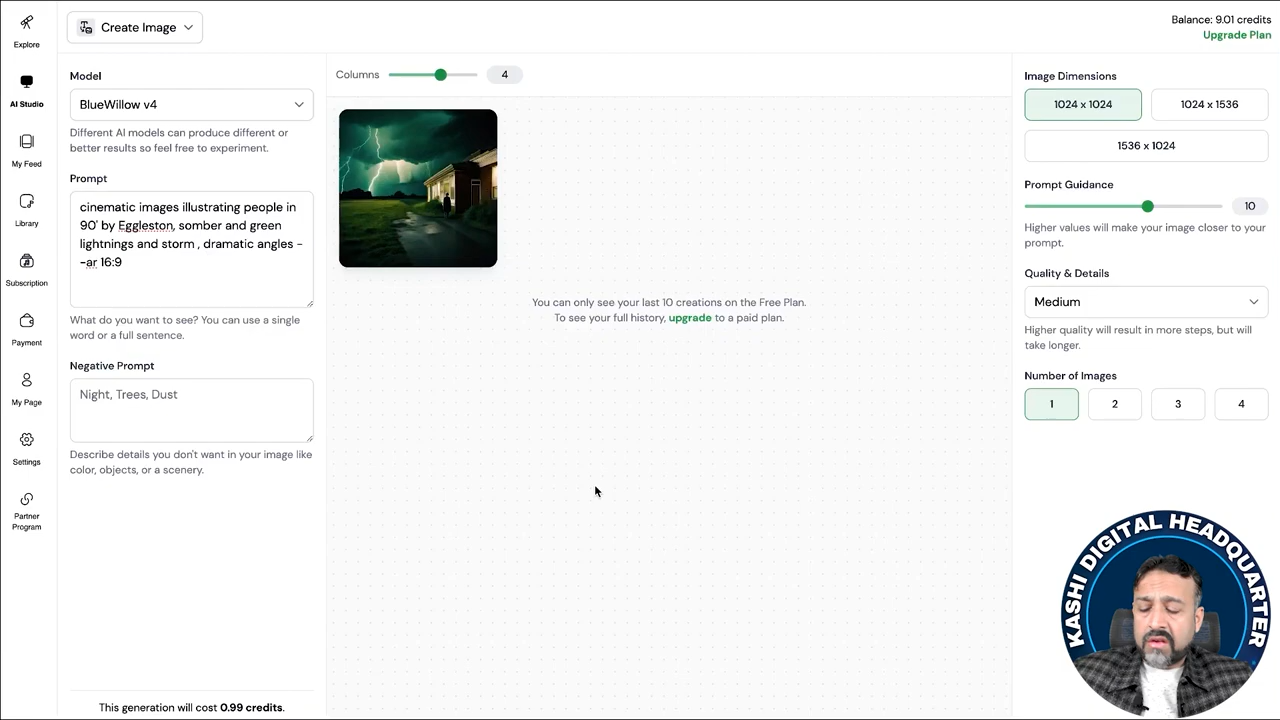 Explore
AI Studio
My Feed
Library
Subscription
Payment
My Page
Settings
Partner
Program
Create Image
Balance: 9.01 credits
Upgrade Plan
Model
BlueWillow v4
Different AI models can produce different or
better results so feel free to experiment.
Prompt
cinematic images illustrating people in
90' by Eggleston, somber and green
lightnings and storm , dramatic angles -
-ar 16:9
What do you want to see? You can use a single
word or a full sentence.
Negative Prompt
Night, Trees, Dust
Describe details you don't want in your image like
color, objects, or a scenery.
This generation will cost 0.99 credits.
Columns
4
You can only see your last 10 creations on the Free Plan.
To see your full history, upgrade to a paid plan.
Image Dimensions
1024 x 1024
1024 x 1536
1536 x 1024
Prompt Guidance
10
Higher values will make your image closer to your
prompt.
Quality & Details
Medium
Higher quality will result in more steps, but will
take longer.
Number of Images
1
2
3
4
KASHI DIGITAL HEADQUARTER